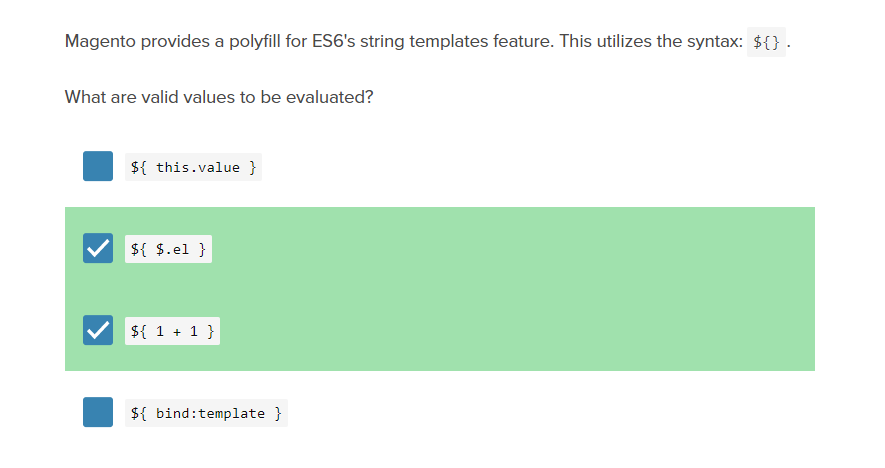 Magento provides a polyfill for ES6's string templates feature. This utilizes the syntax: ${} .
What are valid values to be evaluated?
${ this.value }
${ $.el }
${ 1 + 1 }
${ bind:template }